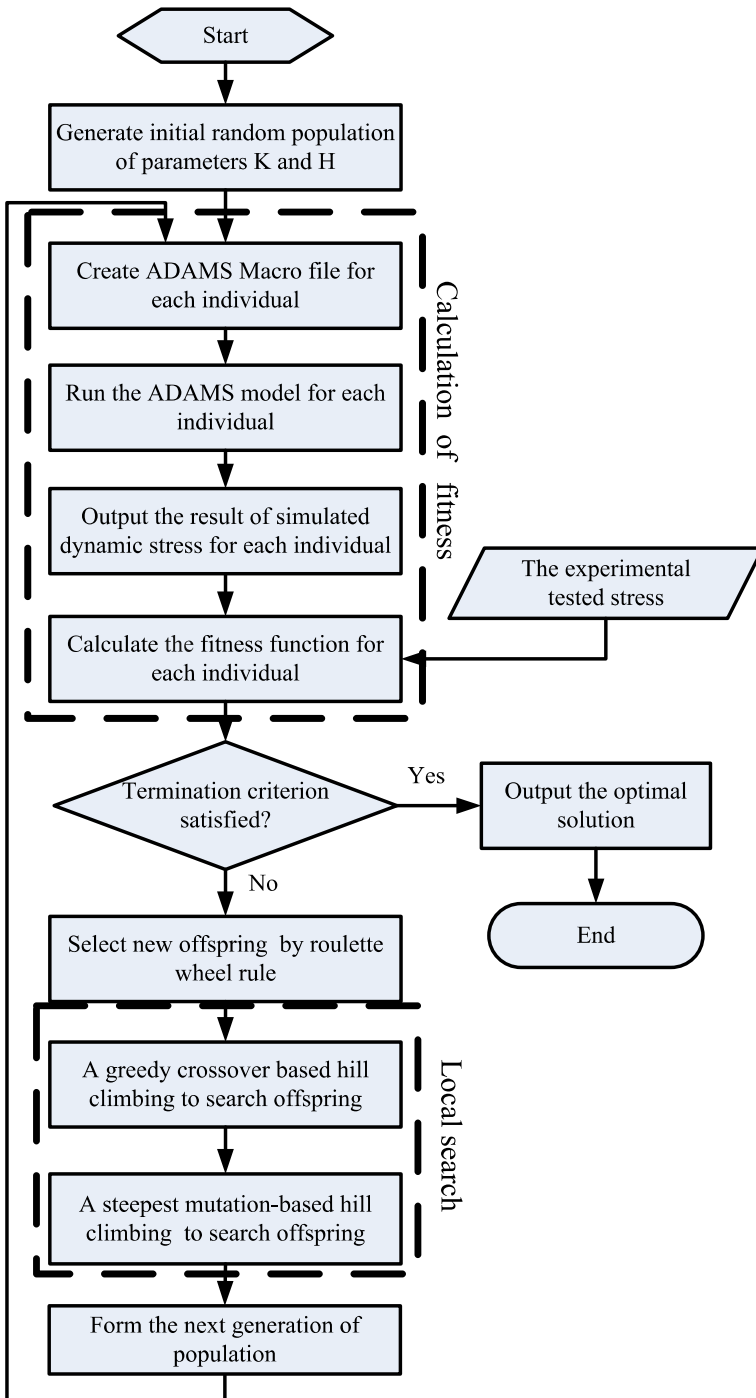 Start
Generate initial random population
of parameters K and H
Create ADAMS Macro file for
each individual
Run the ADAMS model for each
individual
Output the result of simulated
dynamic stress for each individual
Calculate the fitness function for
each individual
Calculation of fitness
The experimental
tested stress
Termination criterion
satisfied?
Yes
Output the optimal
solution
End
No
Select new offspring by roulette
wheel rule
A greedy crossover based hill
climbing to search offspring
A steepest mutation-based hill
climbing to search offspring
Local search
Form the next generation of
population